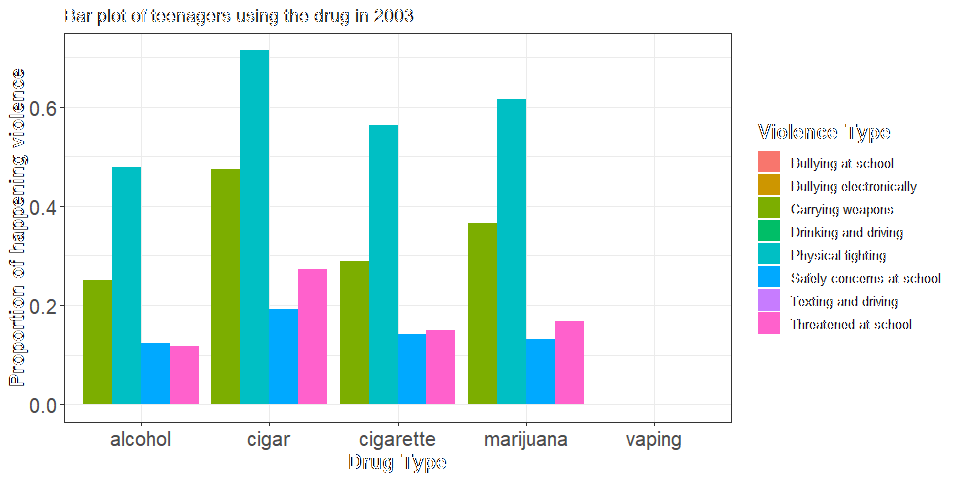 Bar plot of teenagers using the drug in 2003
Proportion of happening violence
0.6
0.4
0.2
0.0
alcohol cigar cigarette marijuana vaping
Drug Type
Violence Type
Bullying at school
Bullying electronically
Carrying weapons
Drinking and driving
Physical fighting
Safety concerns at school
Texting and driving
Threatened at school